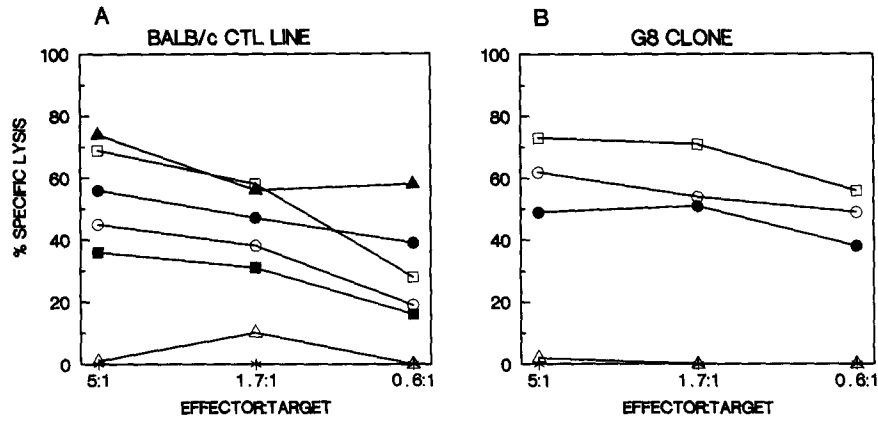 A
BALB/c CTL LINE
% SPECIFIC LYSIS
100
80
60
40
20
0
5:1
1.7:1
0.6:1
EFFECTOR:TARGET
B
G8 CLONE
100
80
60
40
20
0
5:1
1.7:1
0.6:1
EFFECTOR:TARGET